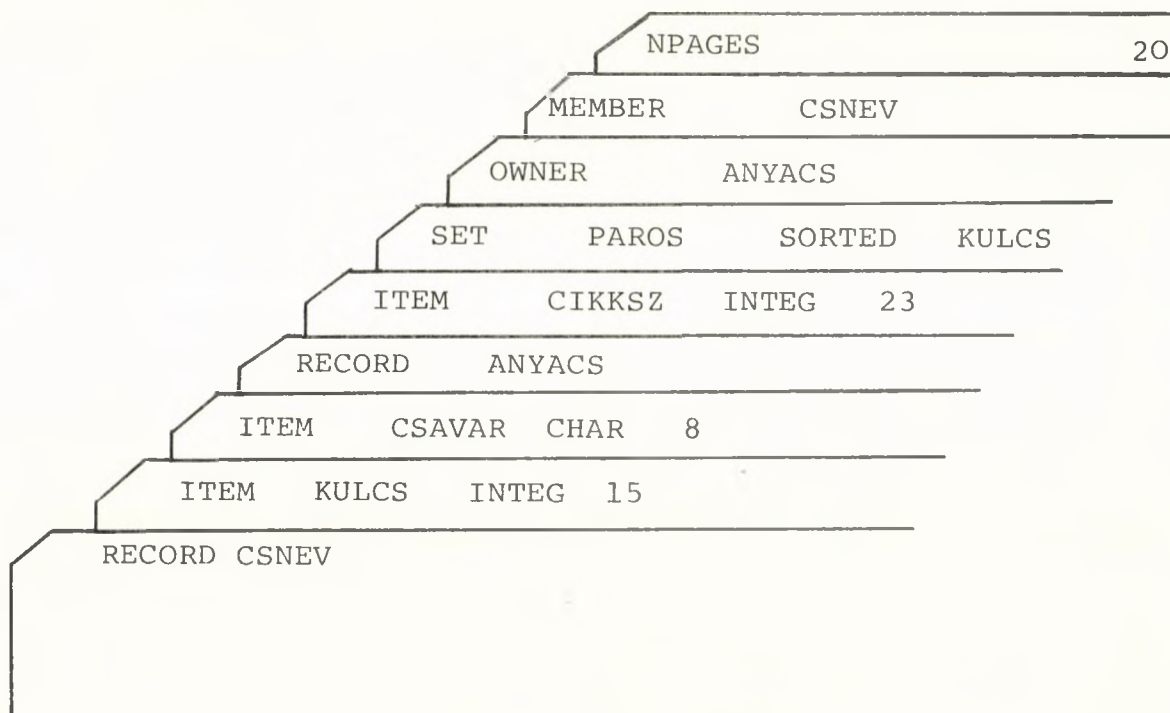 NPAGES 20
MEMBER CSNEV
OWNER ANYACS
SET PAROS SORTED KULCS
ITEM CIKKSZ INTEG 23
RECORD ANYACS
ITEM CSAVAR CHAR 8
ITEM KULCS INTEG 15
RECORD CSNEV